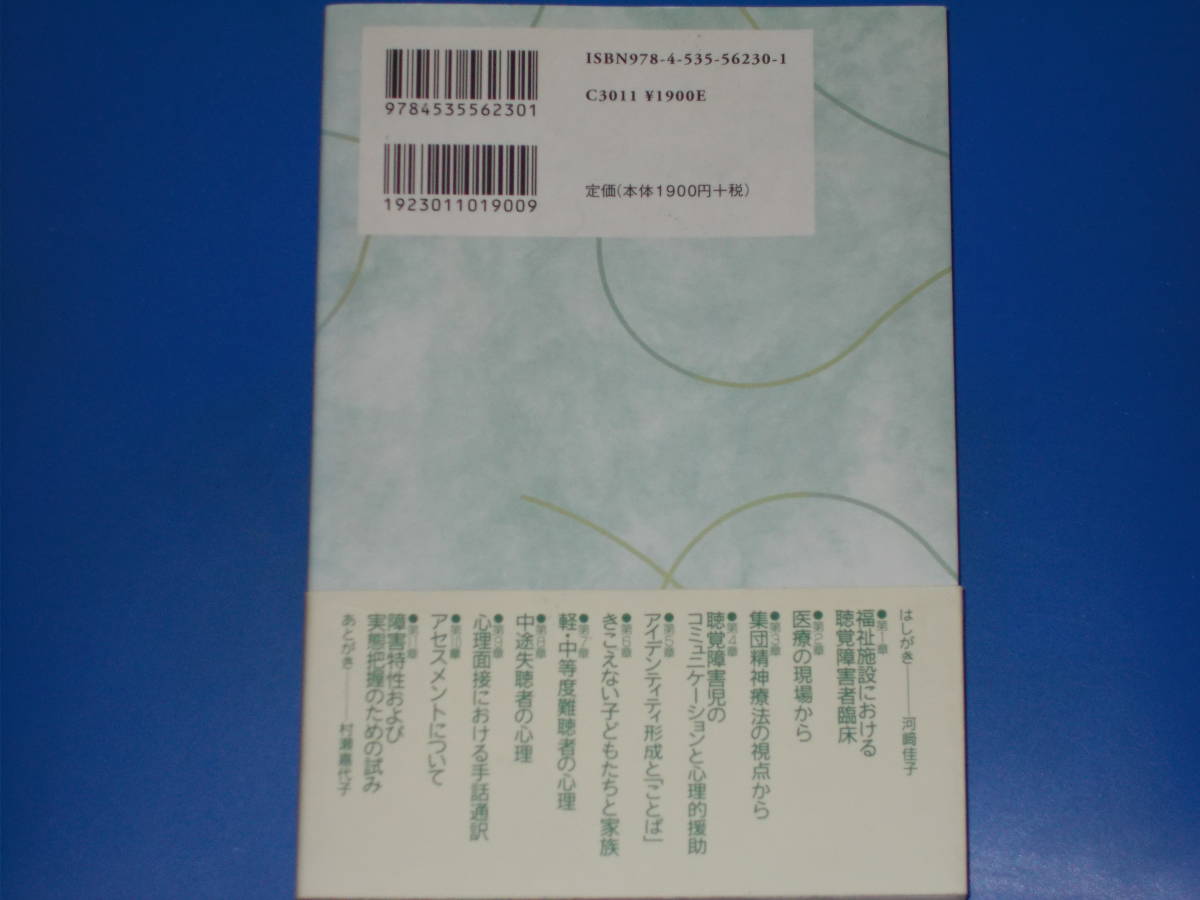 9784535562301
ISBN978-4-535-56230-1
C3011 ¥1900E
1923011019009
定価(本体1900円+税)
はしがき――河﨑佳子
●第1章
福祉施設における
聴覚障害者臨床
●第2章
医療の現場から
●第3章
集団精神療法の視点から
●第4章
聴覚障害児の
コミュニケーションと心理的援助
●第5章
アイデンティティ形成と「ことば」
●第6章
きこえない子どもたちと家族
●第7章
軽・中等度難聴者の心理
●第8章
中途失聴者の心理
●第9章
心理面接における手話通訳
●第10章
アセスメントについて
●第11章
障害特性および
実態把握のための試み
あとがき――村瀬嘉代子